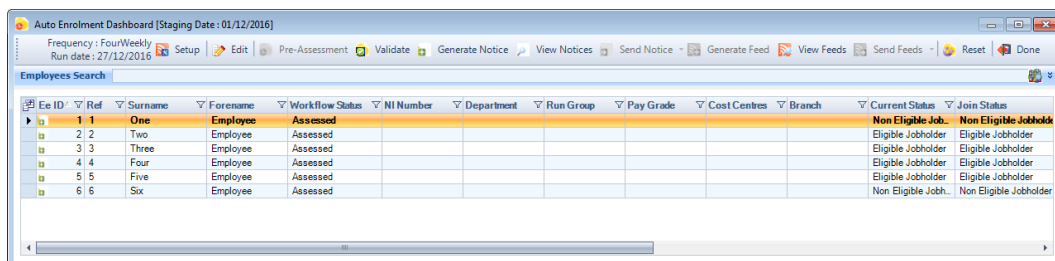 Auto Enrolment Dashboard [Staging Date : 01/12/2016]
Frequency : FourWeekly
Run date : 27/12/2016
Setup Edit Pre-Assessment Validate Generate Notice View Notices Send Notice Generate Feed View Feeds Send Feeds Reset Done
Employees Search
Ee ID Ref Surname Forename Workflow Status NI Number Department Run Group Pay Grade Cost Centres Branch Current Status Join Status
1 1 One Employee Assessed Non Eligible Job... Non Eligible Jobholde
2 2 Two Employee Assessed Eligible Jobholder Eligible Jobholder
3 3 Three Employee Assessed Eligible Jobholder Eligible Jobholder
4 4 Four Employee Assessed Eligible Jobholder Eligible Jobholder
5 5 Five Employee Assessed Eligible Jobholder Eligible Jobholder
6 6 Six Employee Assessed Non Eligible Jobh... Non Eligible Jobholder